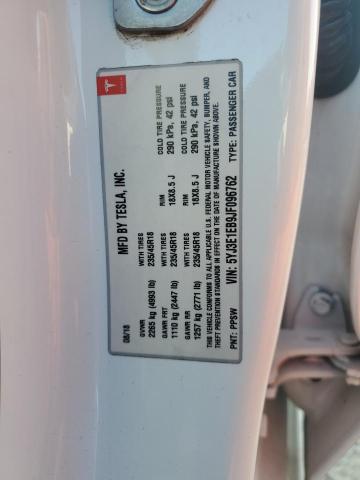 MFD BY TESLA, INC.
08/18
GVWR WITH TIRES RIM COLD TIRE PRESSURE
2265 kg (4993 lb) 235/45R18 18X8.5 J 290 kPa, 42 psi
GAWR FRT WITH TIRES RIM COLD TIRE PRESSURE
1110 kg (2447 lb) 235/45R18 18X8.5 J 290 kPa, 42 psi
GAWR RR WITH TIRES
1257 kg (2771 lb) 235/45R18
THIS VEHICLE CONFORMS TO ALL APPLICABLE U.S. FEDERAL MOTOR VEHICLE SAFETY, BUMPER, AND
THEFT PREVENTION STANDARDS IN EFFECT ON THE DATE OF MANUFACTURE SHOWN ABOVE.
VIN: 5YJ3E1EB9JF096762
PNT: PPSW TYPE: PASSENGER CAR